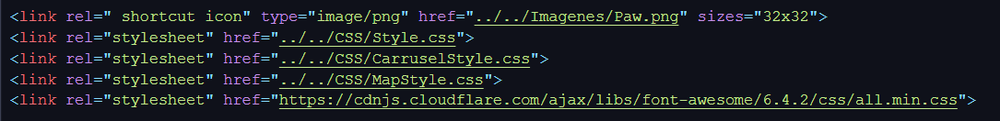 <link rel=" shortcut icon" type="image/png" href="../../Imagenes/Paw.png" sizes="32x32">
<link rel="stylesheet" href="../../CSS/Style.css">
<link rel="stylesheet" href="../../CSS/CarruselStyle.css">
<link rel="stylesheet" href="../../CSS/MapStyle.css">
<link rel="stylesheet" href="https://cdnjs.cloudflare.com/ajax/libs/font-awesome/6.4.2/css/all.min.css">